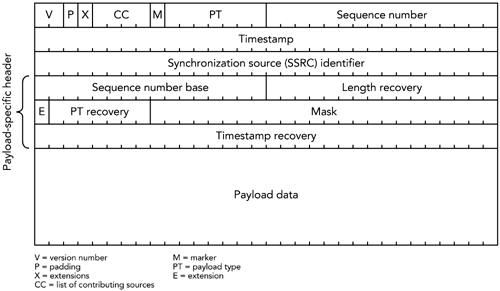 V P X CC M PT Sequence number
Timestamp
Synchronization source (SSRC) identifier
Payload-specific header
Sequence number base Length recovery
E PT recovery Mask
Timestamp recovery
Payload data
V = version number M = marker
P = padding PT = payload type
X = extensions E = extension
CC = list of contributing sources